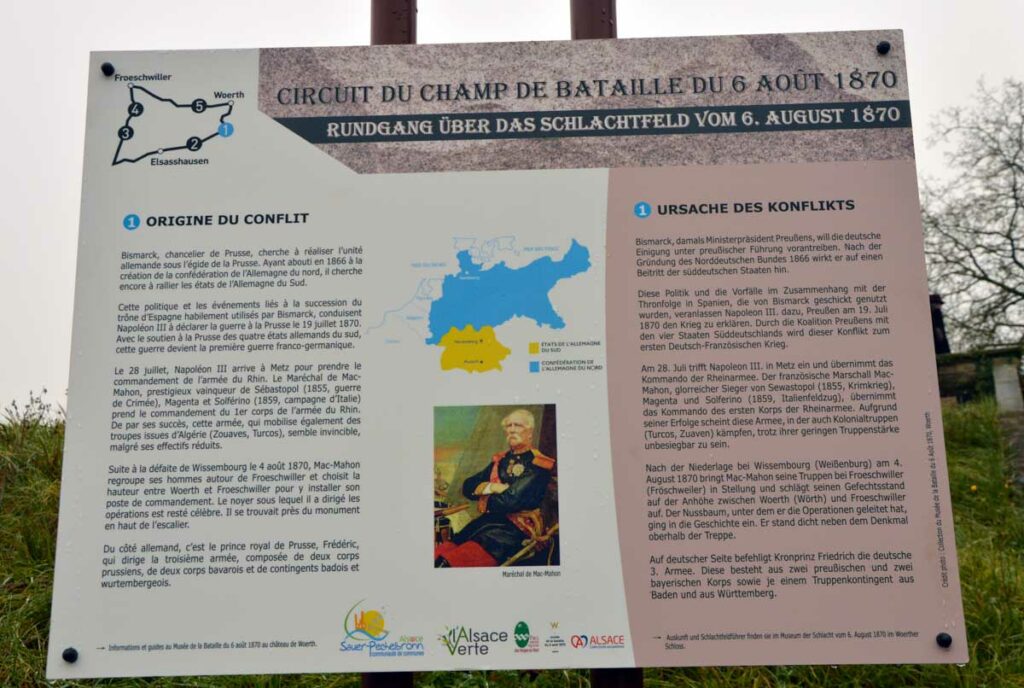 CIRCUIT DU CHAMP DE BATAILLE DU 6 AOÛT 1870
RUNDGANG ÜBER DAS SCHLACHTFELD VOM 6. AUGUST 1870
Froeschwiller
Woerth
4
5
3
1
2
Elsasshausen
1 ORIGINE DU CONFLIT
Bismarck, chancelier de Prusse, cherche à réaliser l'unité
allemande sous l'égide de la Prusse. Ayant abouti en 1866 à la
création de la confédération de l'Allemagne du nord, il cherche
encore à rallier les états de l'Allemagne du Sud.
Cette politique et les événements liés à la succession du
trône d'Espagne habilement utilisés par Bismarck, conduisent
Napoléon III à déclarer la guerre à la Prusse le 19 juillet 1870.
Avec le soutien à la Prusse des quatre états allemands du sud,
cette guerre devient la première guerre franco-germanique.
Le 28 juillet, Napoléon III arrive à Metz pour prendre le
commandement de l'armée du Rhin. Le Maréchal de Mac-
Mahon, prestigieux vainqueur de Sébastopol (1855, guerre
de Crimée), Magenta et Solférino (1859, campagne d'Italie)
prend le commandement du 1er corps de l'armée du Rhin.
De par ses succès, cette armée, qui mobilise également des
troupes issues d'Algérie (Zouaves, Turcos), semble invincible,
malgré ses effectifs réduits.
Suite à la défaite de Wissembourg le 4 août 1870, Mac-Mahon
regroupe ses hommes autour de Froeschwiller et choisit la
hauteur entre Woerth et Froeschwiller pour y installer son
poste de commandement. Le noyer sous lequel il a dirigé les
opérations est resté célèbre. Il se trouvait près du monument
en haut de l'escalier.
Du côté allemand, c'est le prince royal de Prusse, Frédéric,
qui dirige la troisième armée, composée de deux corps
prussiens, de deux corps bavarois et de contingents badois et
wurtembergeois.
→ Informations et guides au Musée de la Bataille du 6 août 1870 au château de Woerth.
ÉTATS DE L'ALLEMAGNE
DU SUD
CONFÉDÉRATION DE
L'ALLEMAGNE DU NORD
Maréchal de Mac-Mahon
Alsace
Sauer-Pechelbronn
Communauté de communes
l'Alsace
Verte
ALSACE
1 URSACHE DES KONFLIKTS
Bismarck, damals Ministerpräsident Preußens, will die deutsche
Einigung unter preußischer Führung vorantreiben. Nach der
Gründung des Norddeutschen Bundes 1866 wirkt er auf einen
Beitritt der süddeutschen Staaten hin.
Diese Politik und die Vorfälle im Zusammenhang mit der
Thronfolge in Spanien, die von Bismarck geschickt genutzt
wurden, veranlassen Napoleon III. dazu, Preußen am 19. Juli
1870 den Krieg zu erklären. Durch die Koalition Preußens mit
den vier Staaten Süddeutschlands wird dieser Konflikt zum
ersten Deutsch-Französischen Krieg.
Am 28. Juli trifft Napoleon III. in Metz ein und übernimmt das
Kommando der Rheinarmee. Der französische Marschall Mac-
Mahon, glorreicher Sieger von Sewastopol (1855, Krimkrieg),
Magenta und Solferino (1859, Italienfeldzug), übernimmt
das Kommando des ersten Korps der Rheinarmee. Aufgrund
seiner Erfolge scheint diese Armee, in der auch Kolonialtruppen
(Turcos, Zuaven) kämpfen, trotz ihrer geringen Truppenstärke
unbesiegbar zu sein.
Nach der Niederlage bei Wissembourg (Weißenburg) am 4.
August 1870 bringt Mac-Mahon seine Truppen bei Froeschwiller
(Fröschweiler) in Stellung und schlägt seinen Gefechtsstand
auf der Anhöhe zwischen Woerth (Wörth) und Froeschwiller
auf. Der Nussbaum, unter dem er die Operationen geleitet hat,
ging in die Geschichte ein. Er stand dicht neben dem Denkmal
oberhalb der Treppe.
Auf deutscher Seite befehligt Kronprinz Friedrich die deutsche
3. Armee. Diese besteht aus zwei preußischen und zwei
bayerischen Korps sowie je einem Truppenkontingent aus
Baden und aus Württemberg.
→ Auskunft und Schlachtfeldführer finden sie im Museum der Schlacht vom 6. August 1870 im Woerther
Schloss.
Crédit photo : Collection du Musée de la Bataille du 6 Août 1870, Woerth